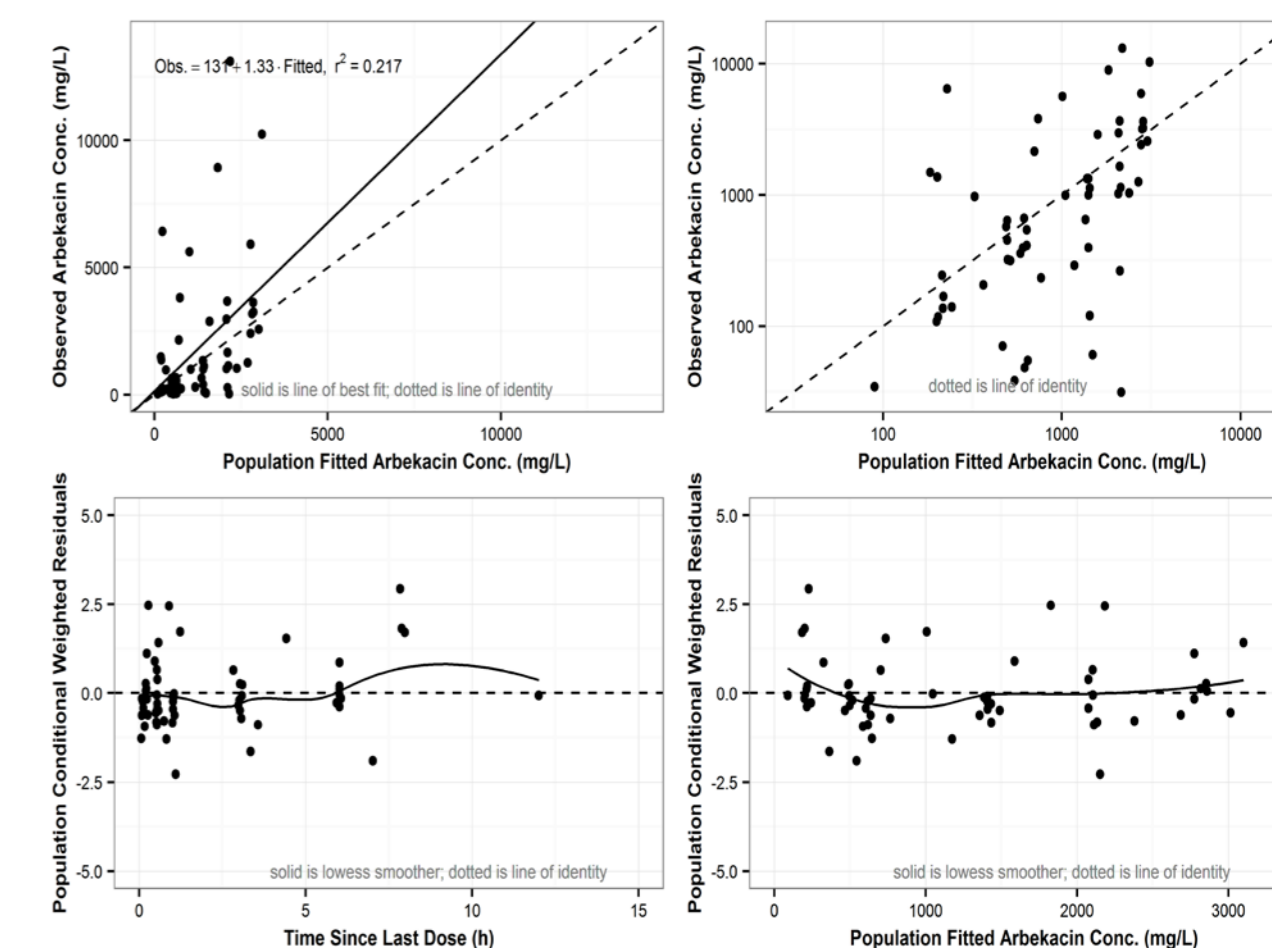 Observed Arbekacin Conc. (mg/L)
Obs. = 131+1.33·Fitted, r² = 0.217
10000
5000
0
solid is line of best fit; dotted is line of identity
0 5000 10000
Population Fitted Arbekacin Conc. (mg/L)
Observed Arbekacin Conc. (mg/L)
10000
1000
100
dotted is line of identity
100 1000 10000
Population Fitted Arbekacin Conc. (mg/L)
Population Conditional Weighted Residuals
5.0
2.5
0.0
-2.5
-5.0
solid is lowess smoother; dotted is line of identity
0 5 10 15
Time Since Last Dose (h)
Population Conditional Weighted Residuals
5.0
2.5
0.0
-2.5
-5.0
solid is lowess smoother; dotted is line of identity
0 1000 2000 3000
Population Fitted Arbekacin Conc. (mg/L)